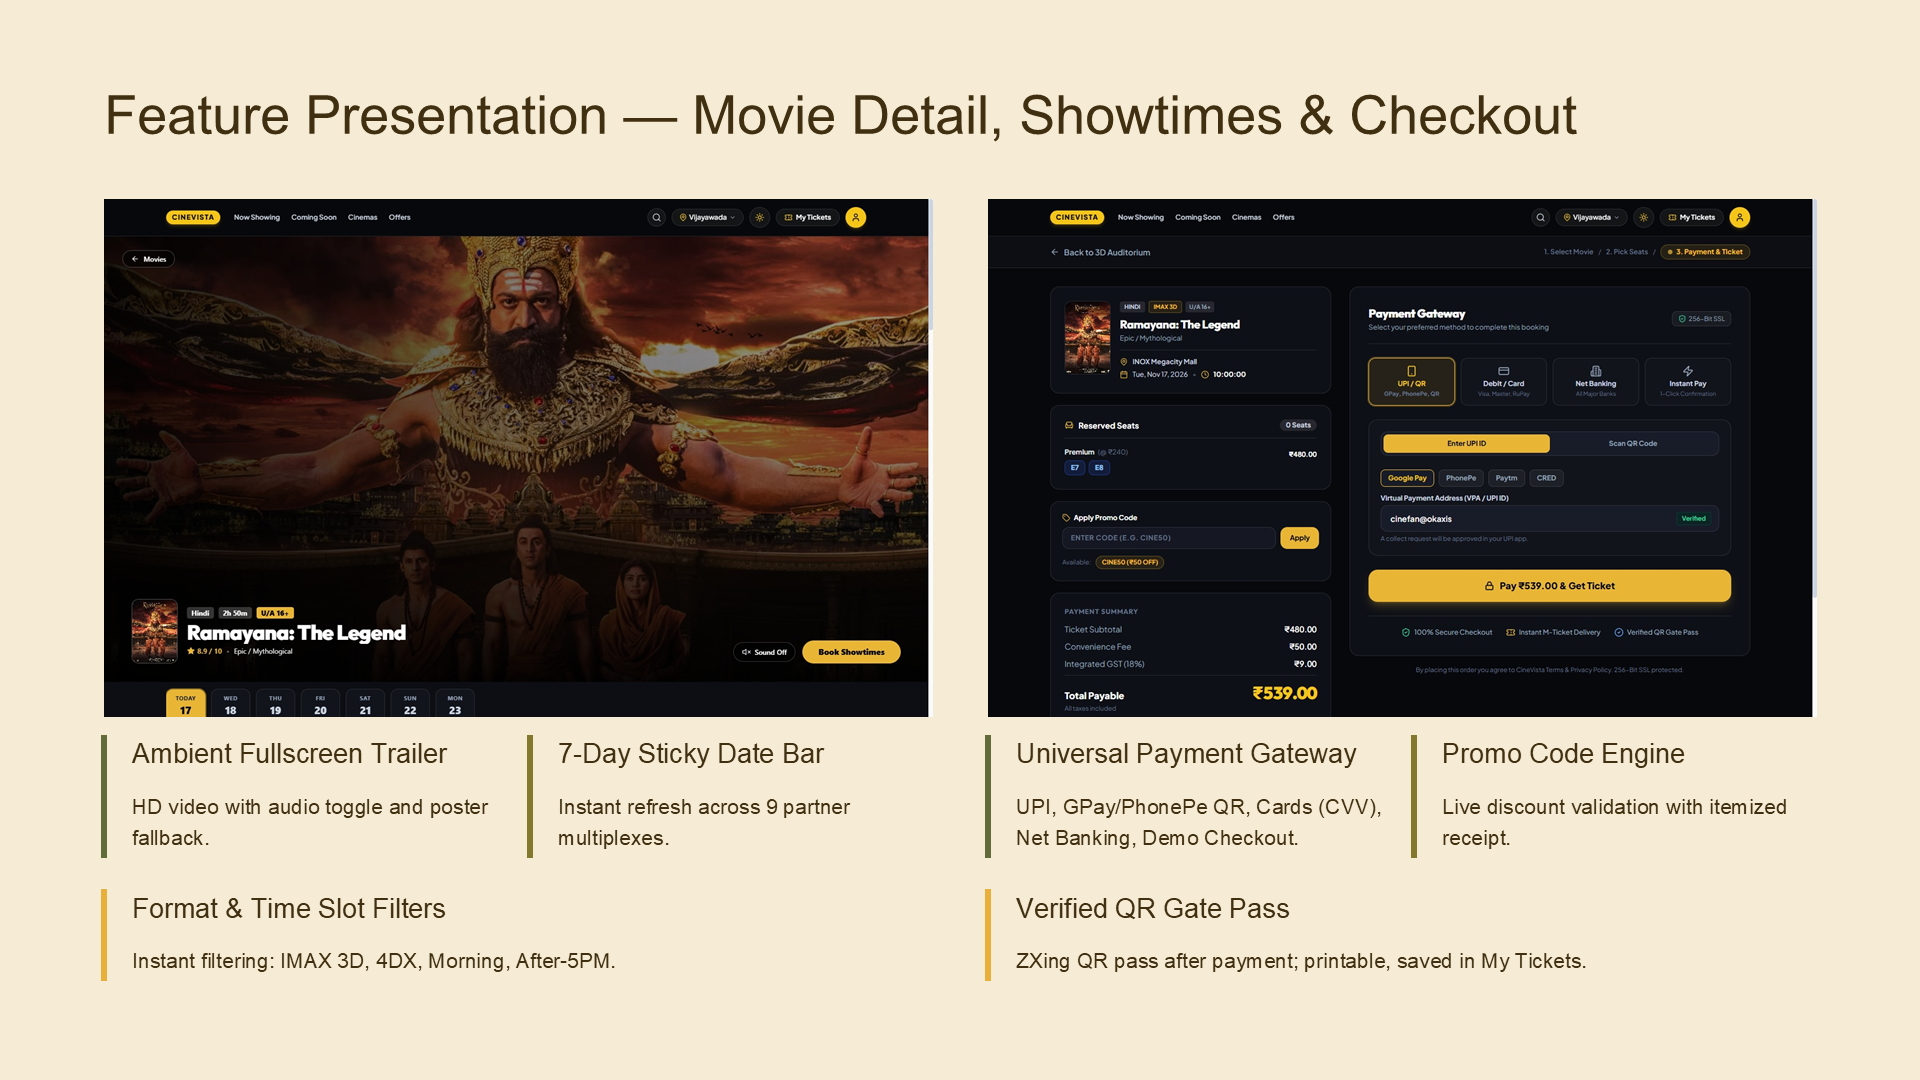 Feature Presentation — Movie Detail, Showtimes & Checkout
CINEVISTA Now Showing Coming Soon Cinemas Offers Vijayawada My Tickets
Movies
Hindi 2h 50m U/A 16+
Ramayana: The Legend
8.9 / 10 • Epic / Mythological
Sound Off Book Showtimes
TODAY WED THU FRI SAT SUN MON
17 18 19 20 21 22 23
CINEVISTA Now Showing Coming Soon Cinemas Offers Vijayawada My Tickets
Back to 3D Auditorium 1. Select Movie / 2. Pick Seats / 3. Payment & Ticket
HINDI IMAX 3D U/A 16+
Ramayana: The Legend
Epic / Mythological
INOX Megacity Mall
Tue, Nov 17, 2026 • 10:00:00
Reserved Seats 0 Seats
Premium (@ ₹240) ₹480.00
E7 E8
Apply Promo Code
ENTER CODE (E.G. CINE50) Apply
Available: CINE50 (₹50 OFF)
PAYMENT SUMMARY
Ticket Subtotal ₹480.00
Convenience Fee ₹50.00
Integrated GST (18%) ₹9.00
Total Payable ₹539.00
All taxes included
Payment Gateway
Select your preferred method to complete this booking
256-Bit SSL
UPI / QR Debit / Card Net Banking Instant Pay
GPay, PhonePe, QR Visa, Master, RuPay All Major Banks 1-Click Confirmation
Enter UPI ID Scan QR Code
Google Pay PhonePe Paytm CRED
Virtual Payment Address (VPA / UPI ID)
cinefan@okaxis Verified
A collect request will be approved in your UPI app.
Pay ₹539.00 & Get Ticket
100% Secure Checkout Instant M-Ticket Delivery Verified QR Gate Pass
By placing this order you agree to CineVista Terms & Privacy Policy. 256-Bit SSL protected.
Ambient Fullscreen Trailer
HD video with audio toggle and poster
fallback.
7-Day Sticky Date Bar
Instant refresh across 9 partner
multiplexes.
Format & Time Slot Filters
Instant filtering: IMAX 3D, 4DX, Morning, After-5PM.
Universal Payment Gateway
UPI, GPay/PhonePe QR, Cards (CVV),
Net Banking, Demo Checkout.
Promo Code Engine
Live discount validation with itemized
receipt.
Verified QR Gate Pass
ZXing QR pass after payment; printable, saved in My Tickets.